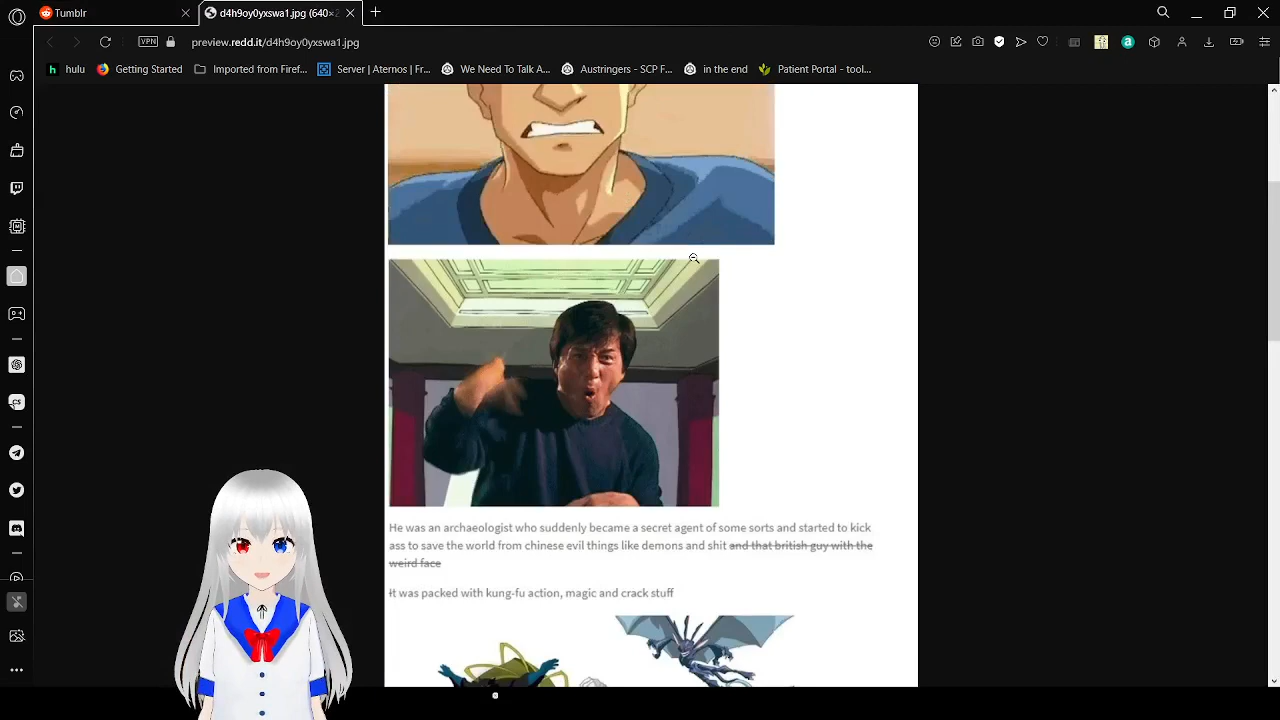 Tumblr
d4h9oy0yxswa1.jpg (640×2
VPN
preview.redd.it/d4h9oy0yxswa1.jpg
hulu
Getting Started
Imported from Firef...
Server | Aternos | Fr...
We Need To Talk A...
Austringers - SCP F...
in the end
Patient Portal - tool...
He was an archaeologist who suddenly became a secret agent of some sorts and started to kick
ass to save the world from chinese evil things like demons and shit and that british guy with the
weird face
It was packed with kung-fu action, magic and crack stuff